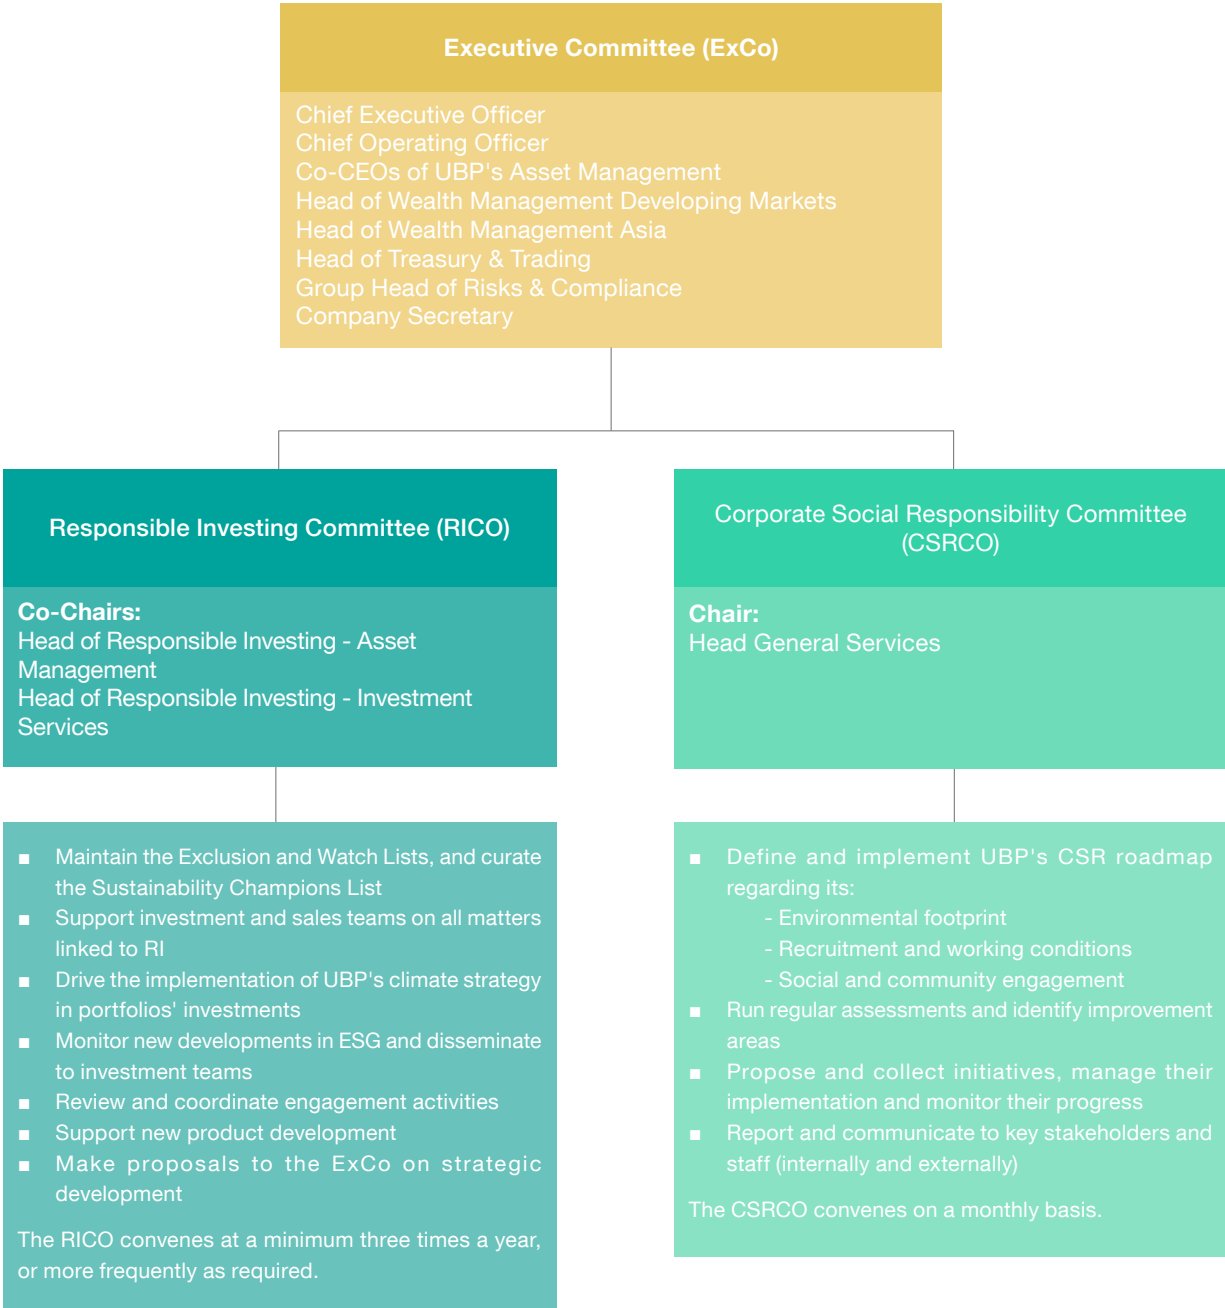 Executive Committee (ExCo)
Chief Executive Officer
Chief Operating Officer
Co-CEOs of UBP's Asset Management
Head of Wealth Management Developing Markets
Head of Wealth Management Asia
Head of Treasury & Trading
Group Head of Risks & Compliance
Company Secretary
Responsible Investing Committee (RICO)
Co-Chairs:
Head of Responsible Investing - Asset
Management
Head of Responsible Investing - Investment
Services
■ Maintain the Exclusion and Watch Lists, and curate
the Sustainability Champions List
■ Support investment and sales teams on all matters
linked to RI
■ Drive the implementation of UBP's climate strategy
in portfolios' investments
■ Monitor new developments in ESG and disseminate
to investment teams
■ Review and coordinate engagement activities
■ Support new product development
■ Make proposals to the ExCo on strategic
development
The RICO convenes at a minimum three times a year,
or more frequently as required.
Corporate Social Responsibility Committee
(CSRCO)
Chair:
Head General Services
■ Define and implement UBP's CSR roadmap
regarding its:
- Environmental footprint
- Recruitment and working conditions
- Social and community engagement
■ Run regular assessments and identify improvement
areas
■ Propose and collect initiatives, manage their
implementation and monitor their progress
■ Report and communicate to key stakeholders and
staff (internally and externally)
The CSRCO convenes on a monthly basis.